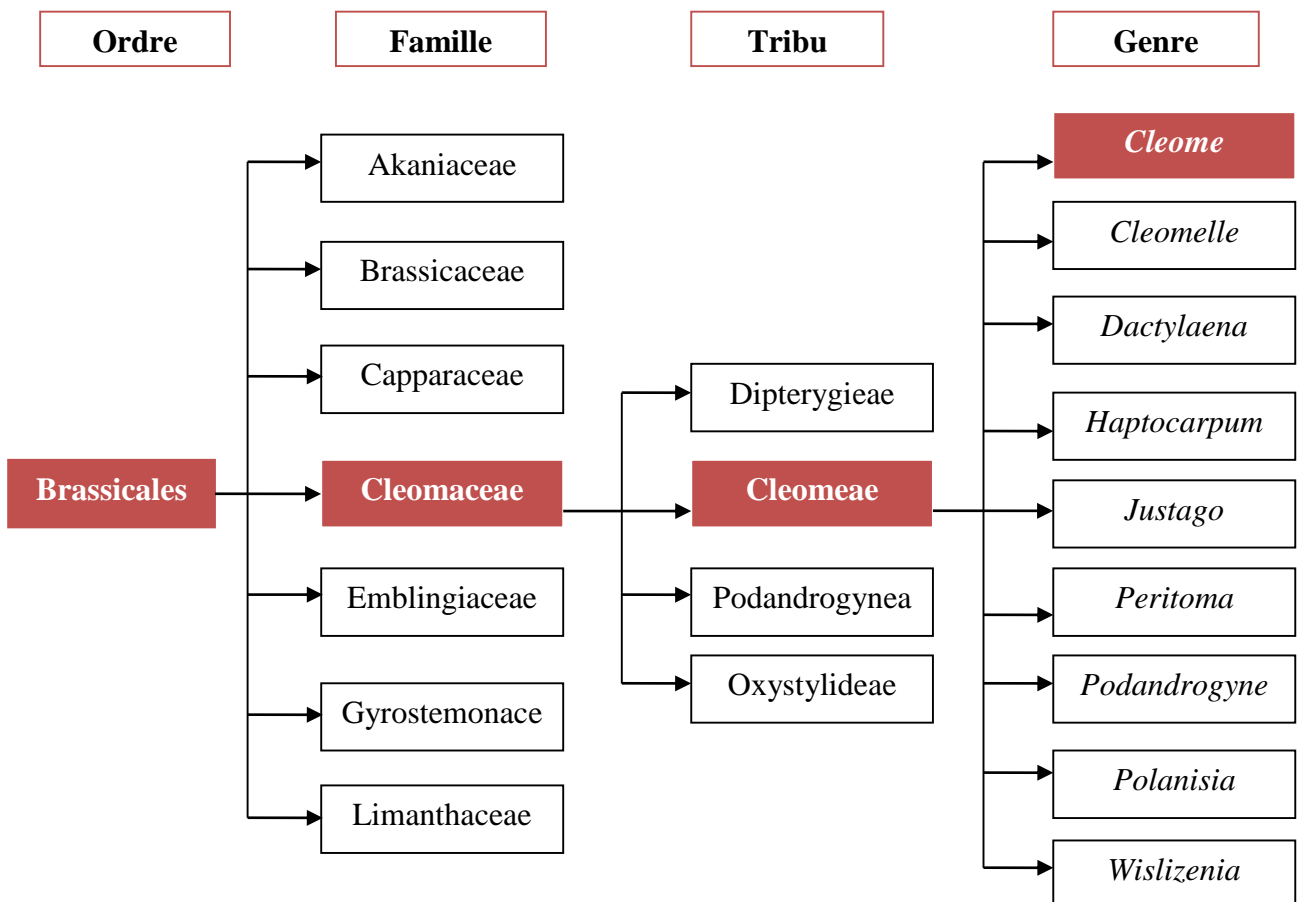 Ordre
Famille
Tribu
Genre
Brassicales
Akaniaceae
Brassicaceae
Capparaceae
Cleomaceae
Emblingiaceae
Gyrostemonace
Limanthaceae
Dipterygieae
Cleomeae
Podandrogynea
Oxystylideae
Cleome
Cleomelle
Dactylaena
Haptocarpum
Justago
Peritoma
Podandrogyne
Polanisia
Wislizenia